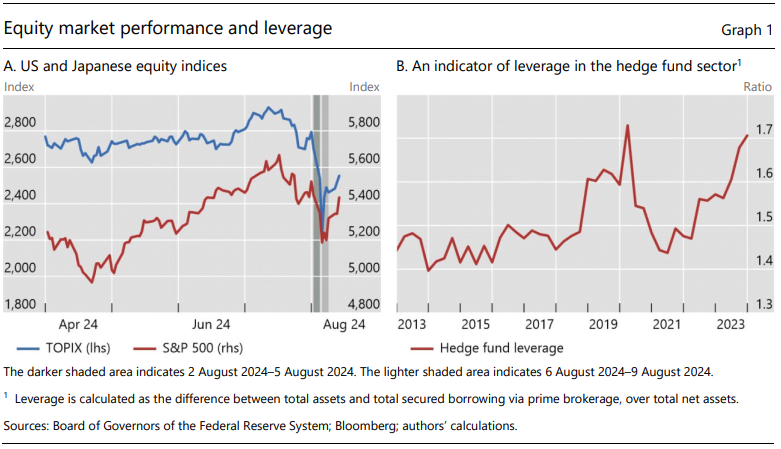 Equity market performance and leverage
Graph 1
A. US and Japanese equity indices
B. An indicator of leverage in the hedge fund sector1
Index
Index
Ratio
2,800
2,600
2,400
2,200
2,000
1,800
5,800
5,600
5,400
5,200
5,000
4,800
1.7
1.6
1.5
1.4
1.3
Apr 24
Jun 24
Aug 24
2013
2015
2017
2019
2021
2023
TOPIX (lhs)
S&P 500 (rhs)
Hedge fund leverage
The darker shaded area indicates 2 August 2024–5 August 2024. The lighter shaded area indicates 6 August 2024–9 August 2024.
1 Leverage is calculated as the difference between total assets and total secured borrowing via prime brokerage, over total net assets.
Sources: Board of Governors of the Federal Reserve System; Bloomberg; authors’ calculations.